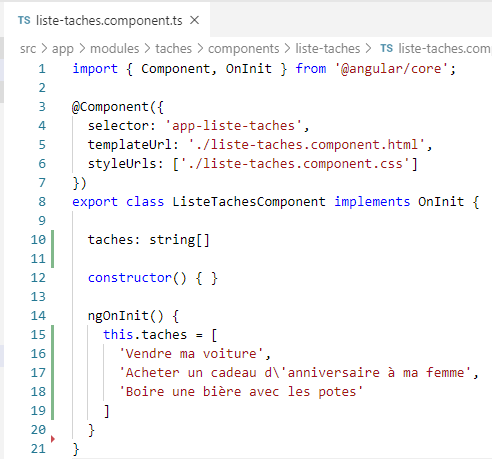 TS liste-taches.component.ts ×
src > app > modules > taches > components > liste-taches > TS liste-taches.com
1 import { Component, OnInit } from '@angular/core';
2
3 @Component({
4 selector: 'app-liste-taches',
5 templateUrl: './liste-taches.component.html',
6 styleUrls: ['./liste-taches.component.css']
7 })
8 export class ListeTachesComponent implements OnInit {
9
10 taches: string[]
11
12 constructor() { }
13
14 ngOnInit() {
15 this.taches = [
16 'Vendre ma voiture',
17 'Acheter un cadeau d\'anniversaire à ma femme',
18 'Boire une bière avec les potes'
19 ]
20 }
21 }